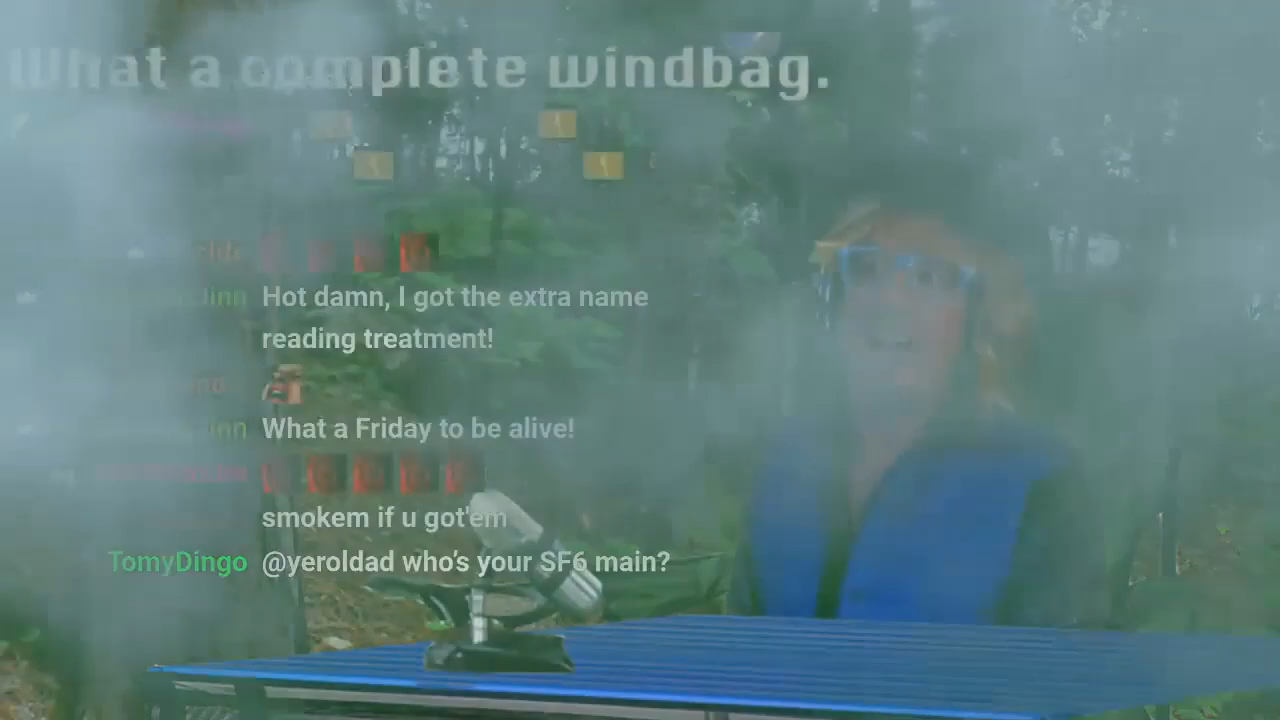 What a complete windbag.
Hot damn, I got the extra name
reading treatment!
What a Friday to be alive!
smokem if u got'em
TomyDingo @yeroldad who's your SF6 main?